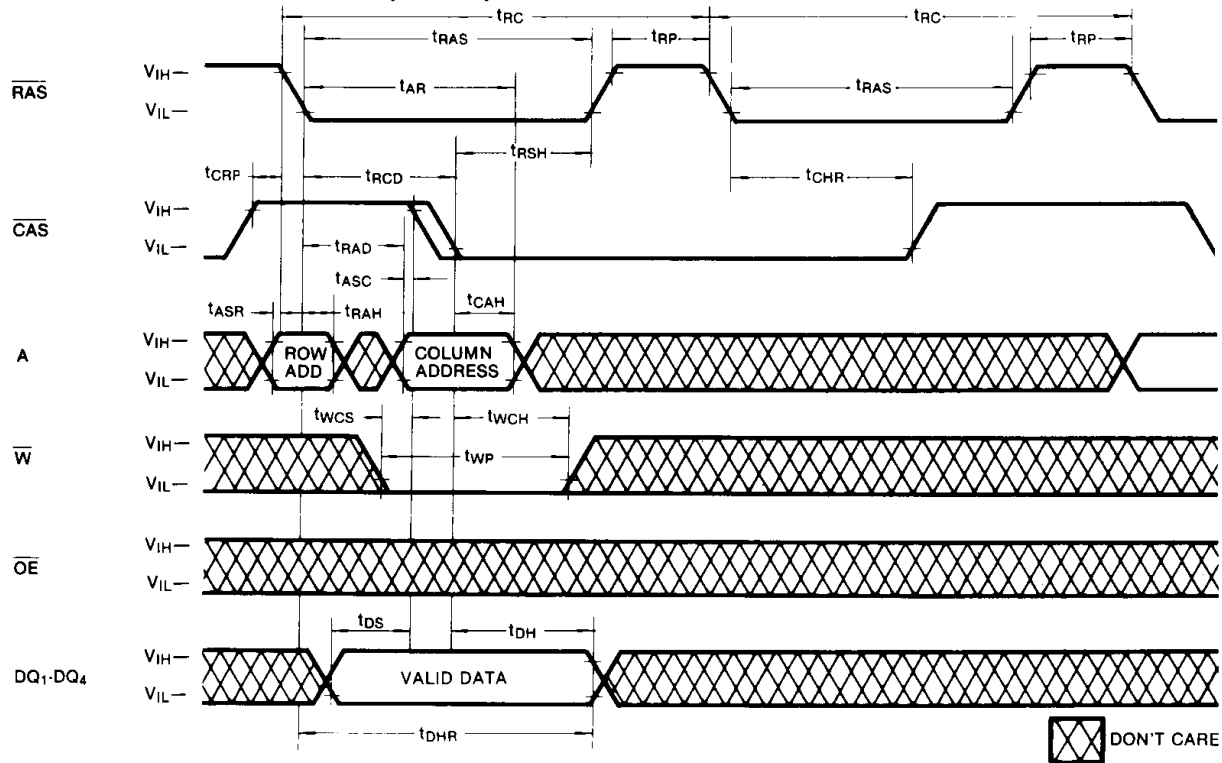 tRC tRC
tRAS tRP tRP
RAS VIH
tAR tRAS
VIL
tRSH
tCRP tRCD tCHR
CAS VIH
tRAD
VIL
tASC
tASR tRAH tCAH
A VIH
ROW ADD COLUMN ADDRESS
VIL
tWCS tWCH
W VIH
tWP
VIL
OE VIH
VIL
tDS tDH
DQ1-DQ4 VIH
VALID DATA
VIL
tDHR
DON'T CARE